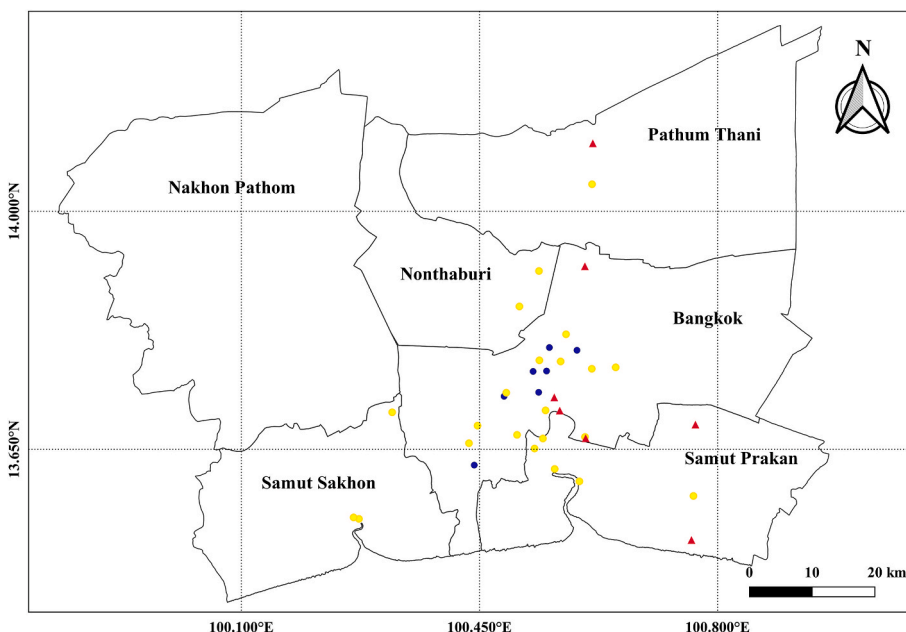 N
Pathum Thani
Nakhon Pathom
14.000°N
Nonthaburi
Bangkok
13.650°N
Samut Prakan
Samut Sakhon
0 10 20 km
100.100°E 100.450°E 100.800°E